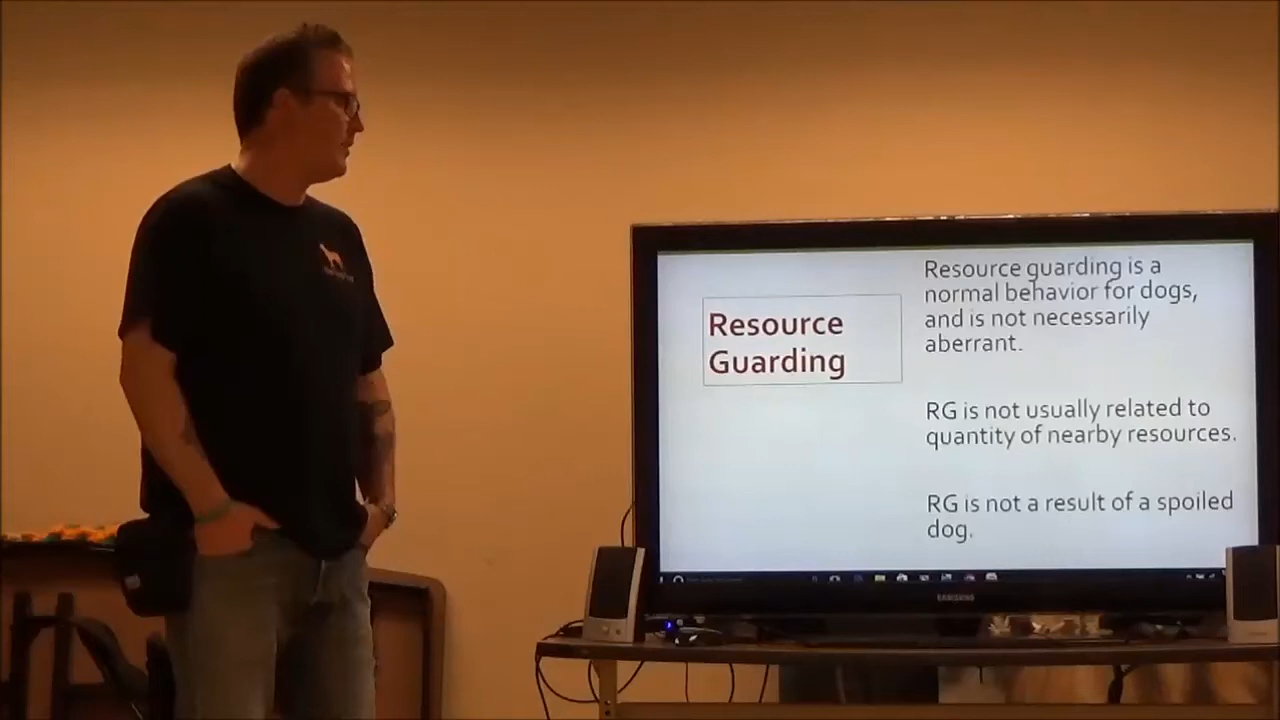 Resource
Guarding
Resource guarding is a
normal behavior for dogs,
and is not necessarily
aberrant.
RG is not usually related to
quantity of nearby resources.
RG is not a result of a spoiled
dog.
SAMSUNG